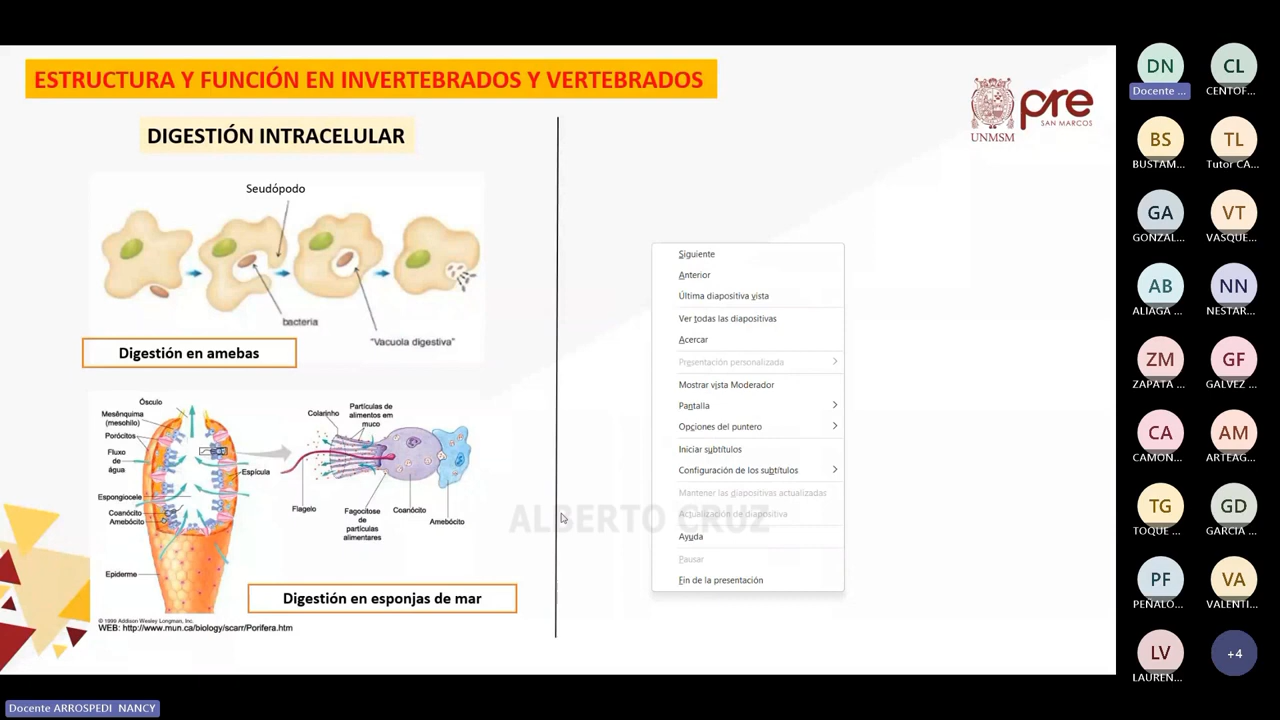 ESTRUCTURA Y FUNCIÓN EN INVERTEBRADOS Y VERTEBRADOS
UNMSM
pre
SAN MARCOS
DIGESTIÓN INTRACELULAR
Seudópodo
bacteria
"Vacuola digestiva"
Digestión en amebas
Ósculo
Mesênquima
(mesohilo)
Porócitos
Fluxo
de
água
Espícula
Espongiocele
Coanócito
Amebócito
Epiderme
Colarinho
Partículas de
alimentos em
muco
Flagelo
Fagocitose
de
partículas
alimentares
Coanócito
Amebócito
Digestión en esponjas de mar
© 1999 Addison Wesley Longman, Inc.
WEB: http://www.mun.ca/biology/scarr/Porifera.htm
ALBERTO CRUZ
Siguiente
Anterior
Última diapositiva vista
Ver todas las diapositivas
Acercar
Presentación personalizada
Mostrar vista Moderador
Pantalla
Opciones del puntero
Iniciar subtítulos
Configuración de los subtítulos
Mantener las diapositivas actualizadas
Actualización de diapositiva
Ayuda
Pausar
Fin de la presentación
DN
Docente ...
CL
CENTOF...
BS
BUSTAM...
TL
Tutor CA...
GA
GONZAL...
VT
VASQUE...
AB
ALIAGA ...
NN
NESTAR...
ZM
ZAPATA ...
GF
GALVEZ ...
CA
CAMON...
AM
ARTEAG...
TG
TOQUE ...
GD
GARCIA ...
PF
PEÑALO...
VA
VALENTI...
LV
LAUREN...
+4
Docente ARROSPEDI NANCY